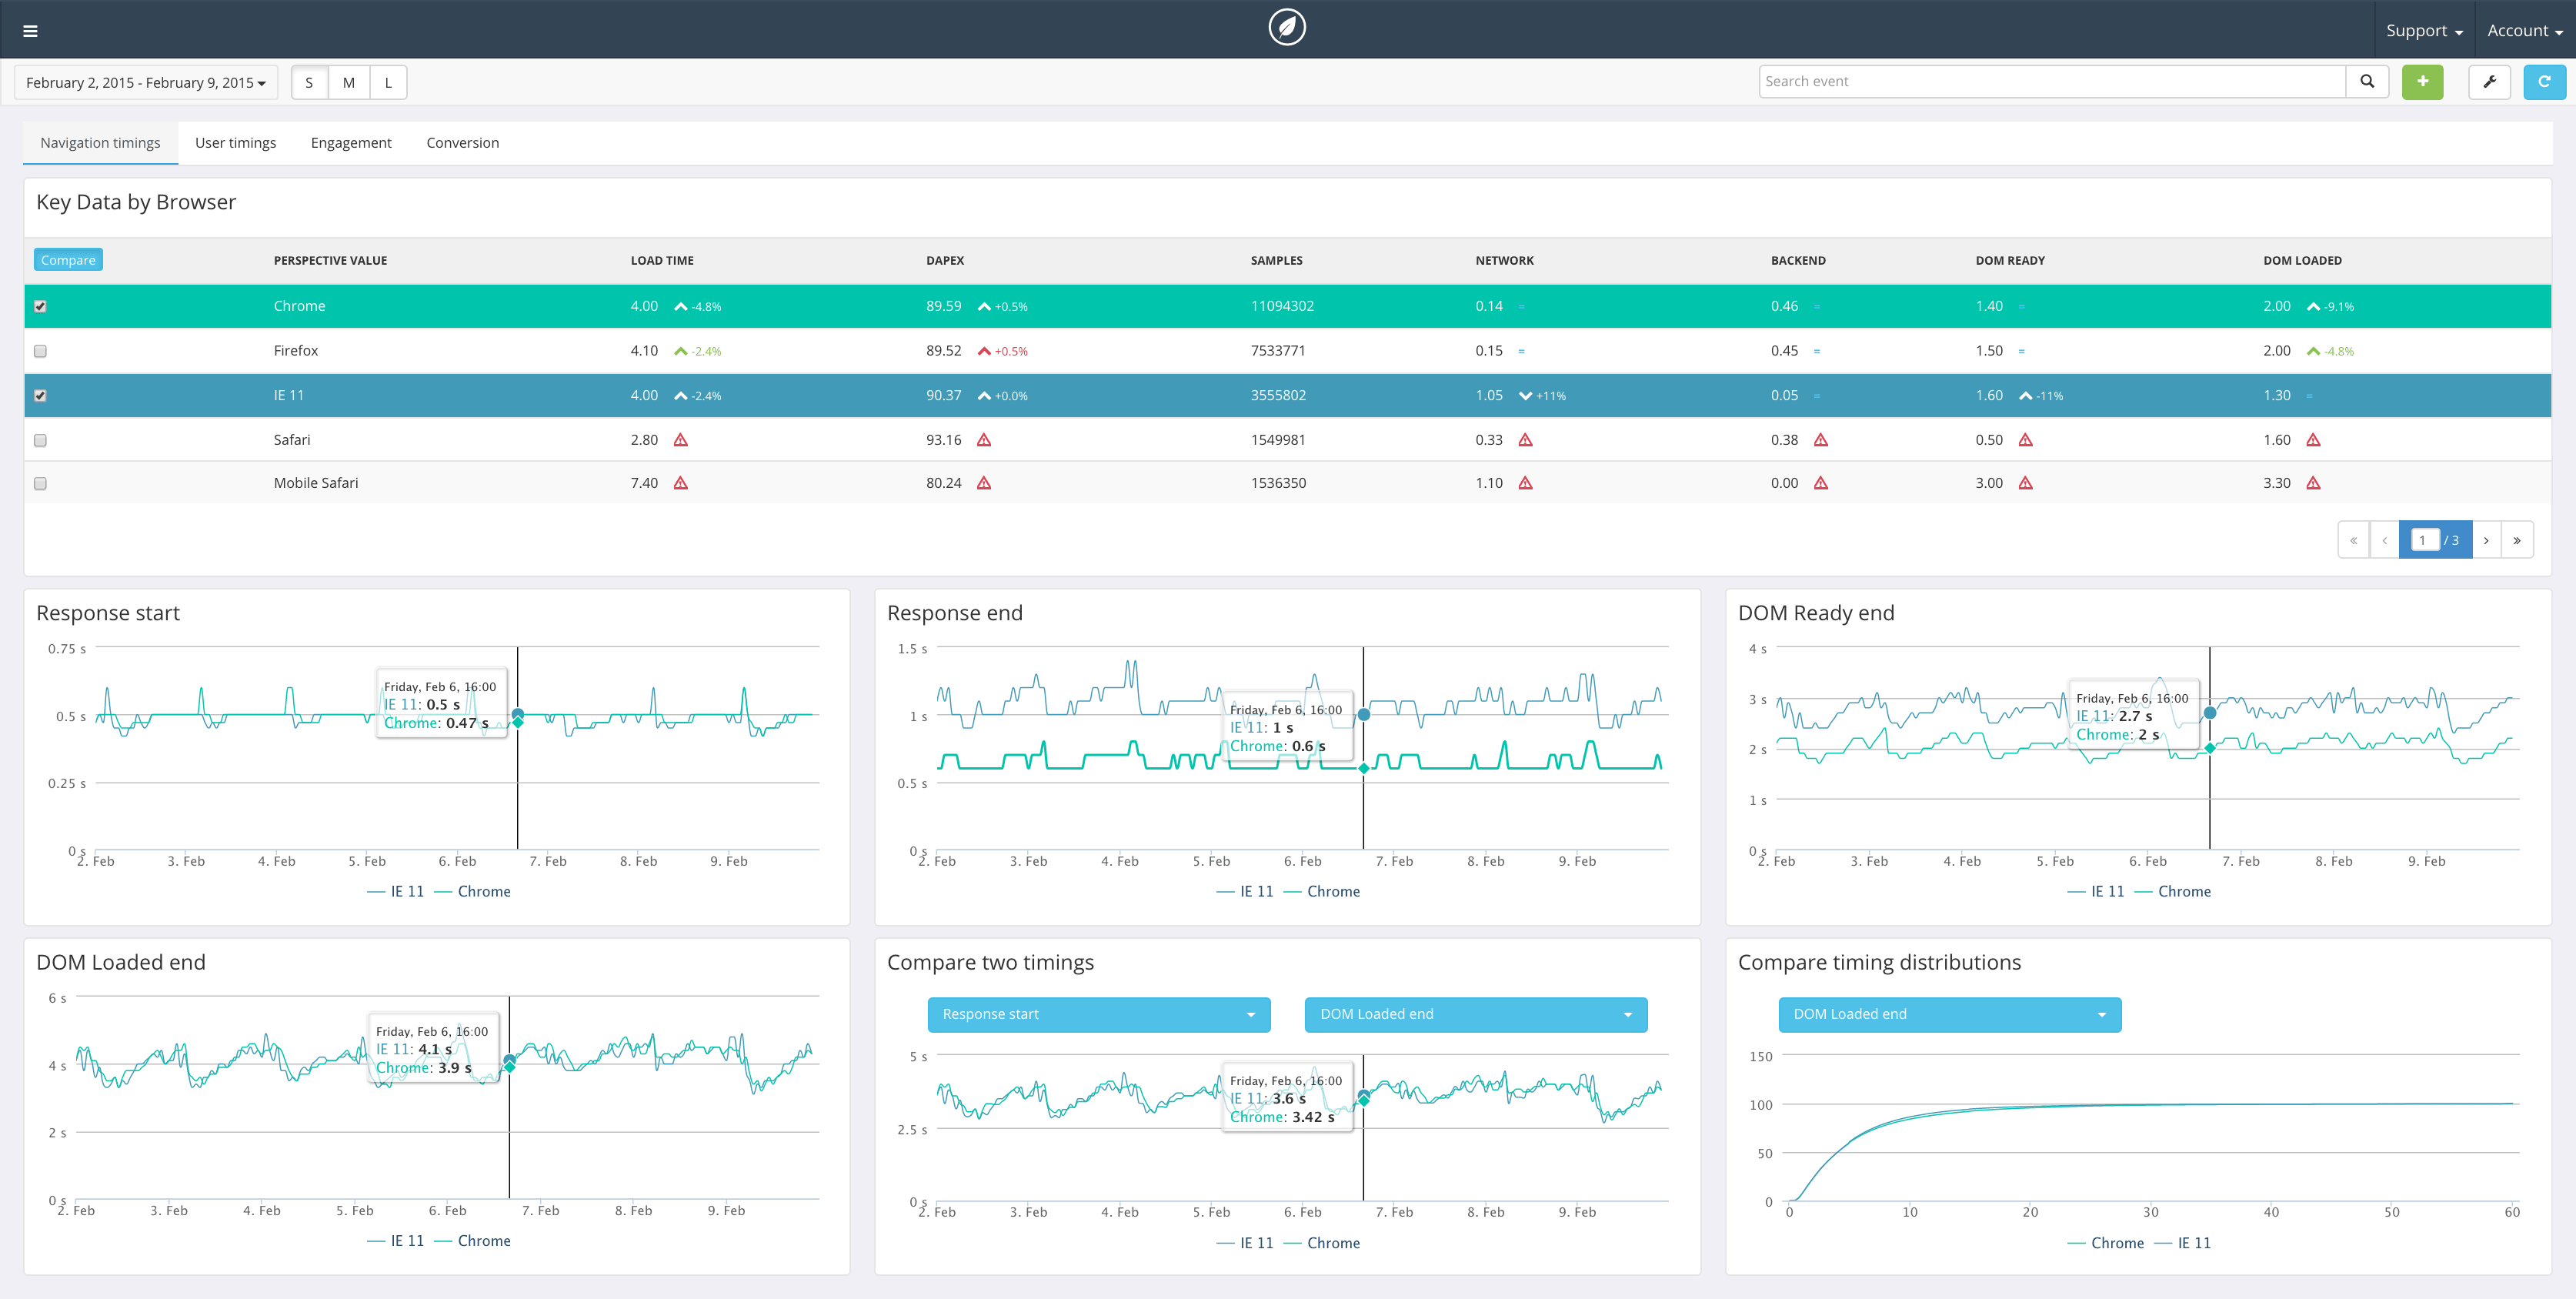 Support Account
February 2, 2015 - February 9, 2015 S M L Search event
Navigation timings User timings Engagement Conversion
Key Data by Browser
Compare PERSPECTIVE VALUE LOAD TIME DAPEX SAMPLES NETWORK BACKEND DOM READY DOM LOADED
Chrome 4.00 -4.8% 89.59 +0.5% 11094302 0.14 = 0.46 = 1.40 = 2.00 -9.1%
Firefox 4.10 -2.4% 89.52 +0.5% 7533771 0.15 = 0.45 = 1.50 = 2.00 -4.8%
IE 11 4.00 -2.4% 90.37 +0.0% 3555802 1.05 +11% 0.05 = 1.60 -11% 1.30 =
Safari 2.80 93.16 1549981 0.33 0.38 0.50 1.60
Mobile Safari 7.40 80.24 1536350 1.10 0.00 3.00 3.30
« ‹ 1 / 3 › »
Response start
0.75 s
0.5 s
0.25 s
0 s
Friday, Feb 6, 16:00
IE 11: 0.5 s
Chrome: 0.47 s
2. Feb 3. Feb 4. Feb 5. Feb 6. Feb 7. Feb 8. Feb 9. Feb
IE 11 Chrome
Response end
1.5 s
1 s
0.5 s
0 s
Friday, Feb 6, 16:00
IE 11: 1 s
Chrome: 0.6 s
2. Feb 3. Feb 4. Feb 5. Feb 6. Feb 7. Feb 8. Feb 9. Feb
IE 11 Chrome
DOM Ready end
4 s
3 s
2 s
1 s
0 s
Friday, Feb 6, 16:00
IE 11: 2.7 s
Chrome: 2 s
2. Feb 3. Feb 4. Feb 5. Feb 6. Feb 7. Feb 8. Feb 9. Feb
IE 11 Chrome
DOM Loaded end
6 s
4 s
2 s
0 s
Friday, Feb 6, 16:00
IE 11: 4.1 s
Chrome: 3.9 s
2. Feb 3. Feb 4. Feb 5. Feb 6. Feb 7. Feb 8. Feb 9. Feb
IE 11 Chrome
Compare two timings
Response start DOM Loaded end
5 s
2.5 s
0 s
Friday, Feb 6, 16:00
IE 11: 3.6 s
Chrome: 3.42 s
2. Feb 3. Feb 4. Feb 5. Feb 6. Feb 7. Feb 8. Feb 9. Feb
IE 11 Chrome
Compare timing distributions
DOM Loaded end
150
100
50
0
0 10 20 30 40 50 60
Chrome IE 11